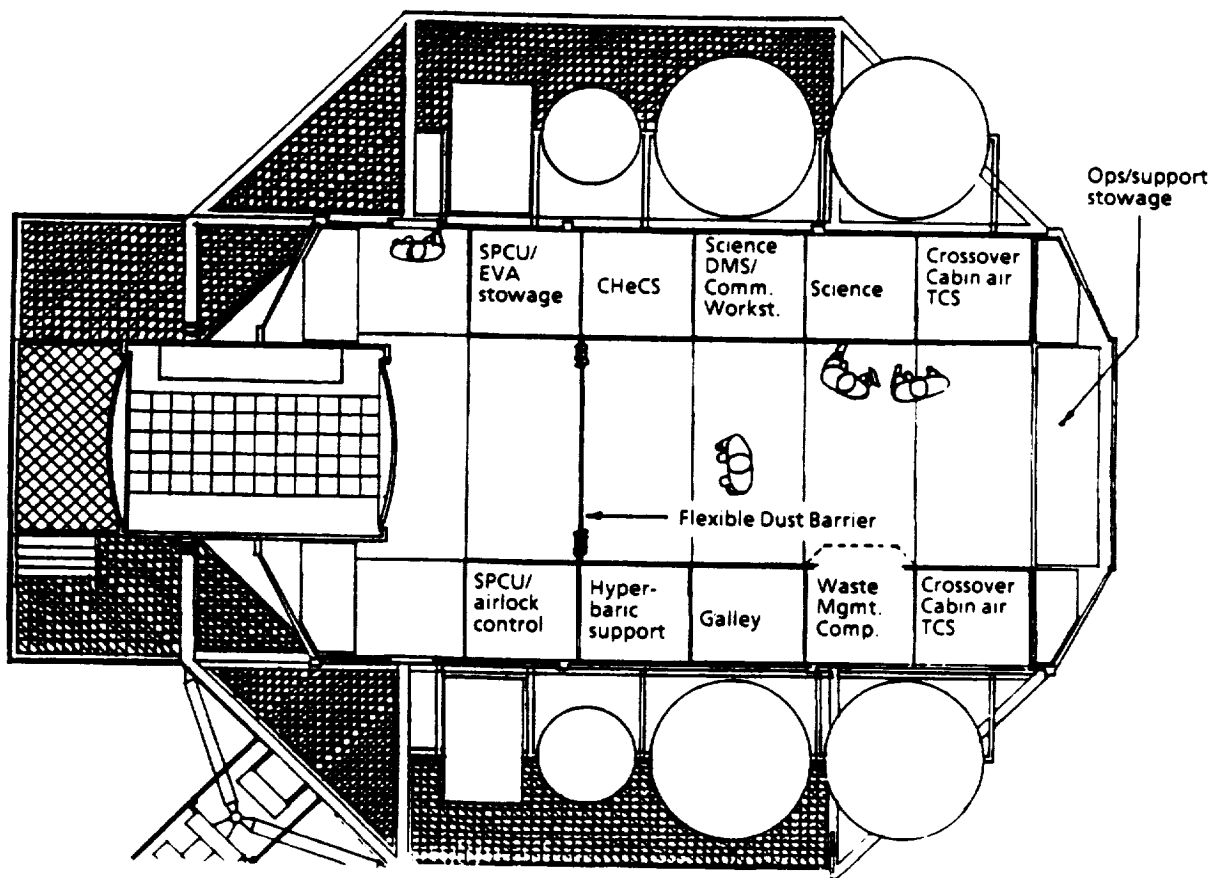 Ops/support
stowage
SPCU/
EVA
stowage
CHeCS
Science
DMS/
Comm.
Workst.
Science
Crossover
Cabin air
TCS
Flexible Dust Barrier
SPCU/
airlock
control
Hyper-
baric
support
Galley
Waste
Mgmt.
Comp.
Crossover
Cabin air
TCS